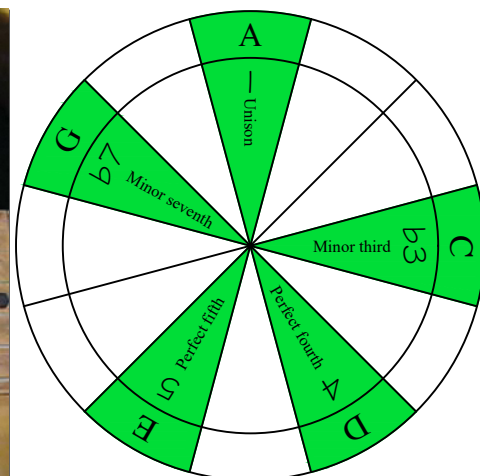 A
1
Unison
C
b3
Minor third
D
4
Perfect fourth
E
5
Perfect fifth
G
b7
Minor seventh